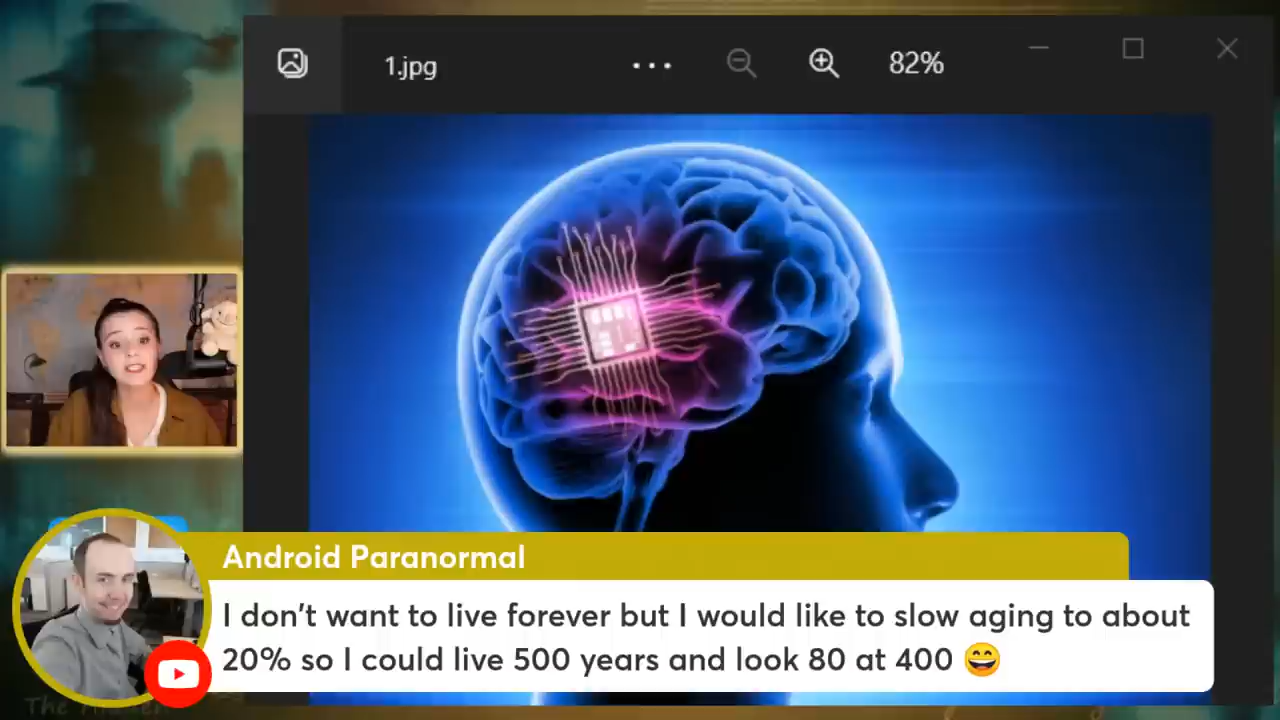 1.jpg
82%
Android Paranormal
I don't want to live forever but I would like to slow aging to about
20% so I could live 500 years and look 80 at 400 😄
The